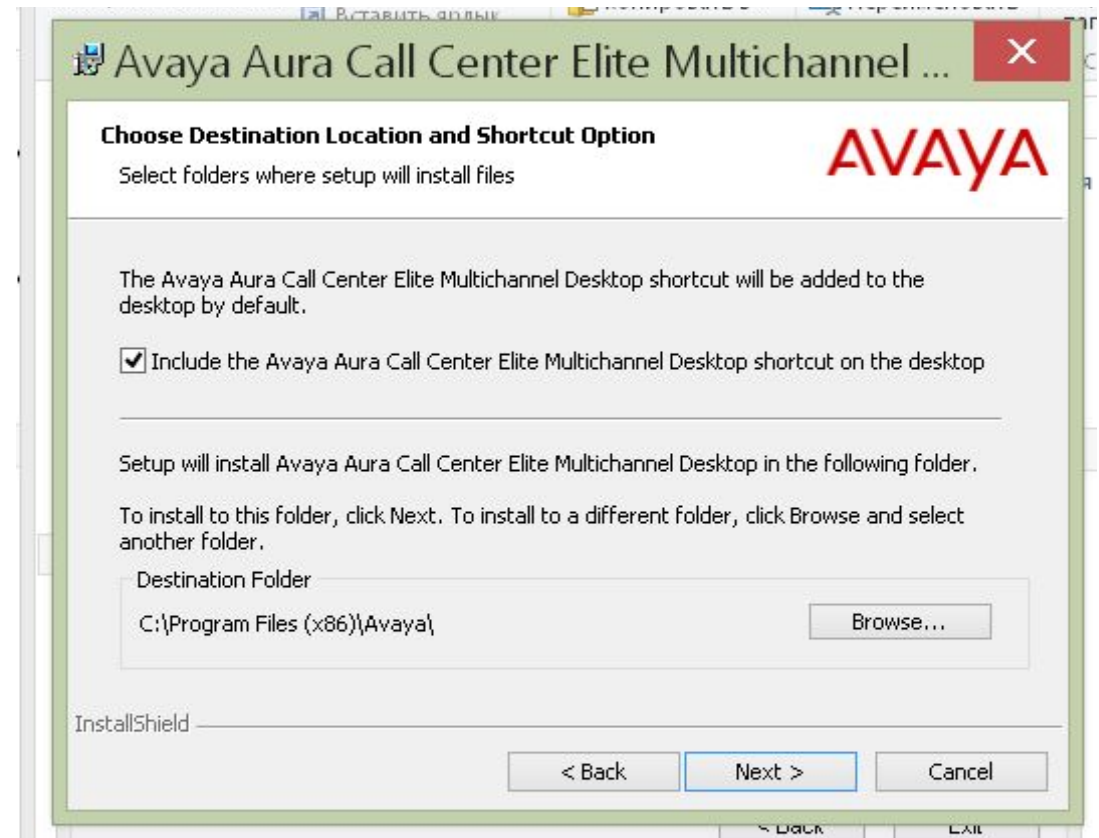 Вставить ярлык
Avaya Aura Call Center Elite Multichannel ...
Choose Destination Location and Shortcut Option
Select folders where setup will install files
AVAYA
The Avaya Aura Call Center Elite Multichannel Desktop shortcut will be added to the
desktop by default.
Include the Avaya Aura Call Center Elite Multichannel Desktop shortcut on the desktop
Setup will install Avaya Aura Call Center Elite Multichannel Desktop in the following folder.
To install to this folder, click Next. To install to a different folder, click Browse and select
another folder.
Destination Folder
C:\Program Files (x86)\Avaya\
Browse...
InstallShield
< Back
Next >
Cancel
< Back
Exit